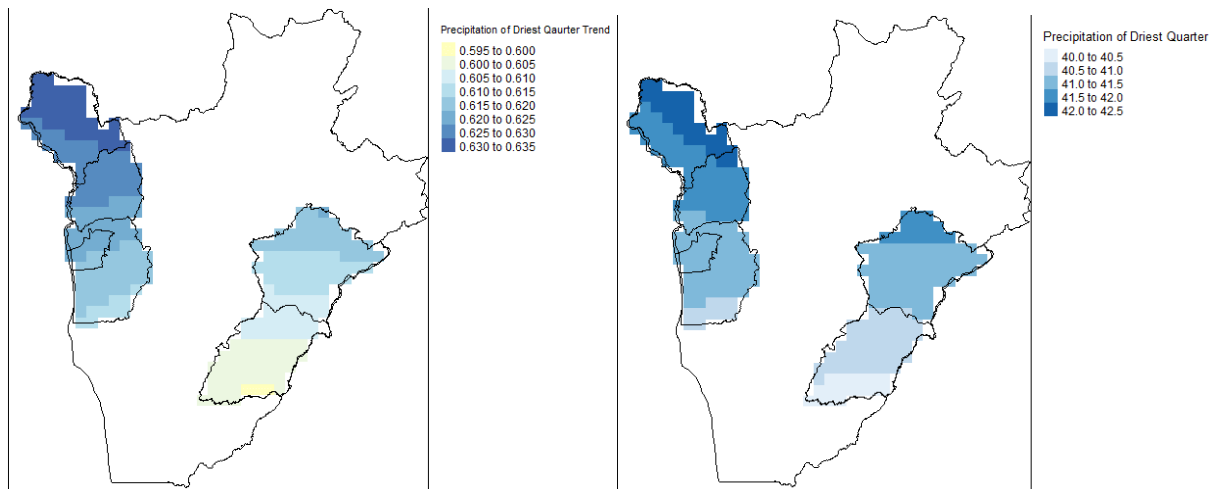 Precipitation of Driest Qaurter Trend
0.595 to 0.600
0.600 to 0.605
0.605 to 0.610
0.610 to 0.615
0.615 to 0.620
0.620 to 0.625
0.625 to 0.630
0.630 to 0.635
Precipitation of Driest Quarter
40.0 to 40.5
40.5 to 41.0
41.0 to 41.5
41.5 to 42.0
42.0 to 42.5